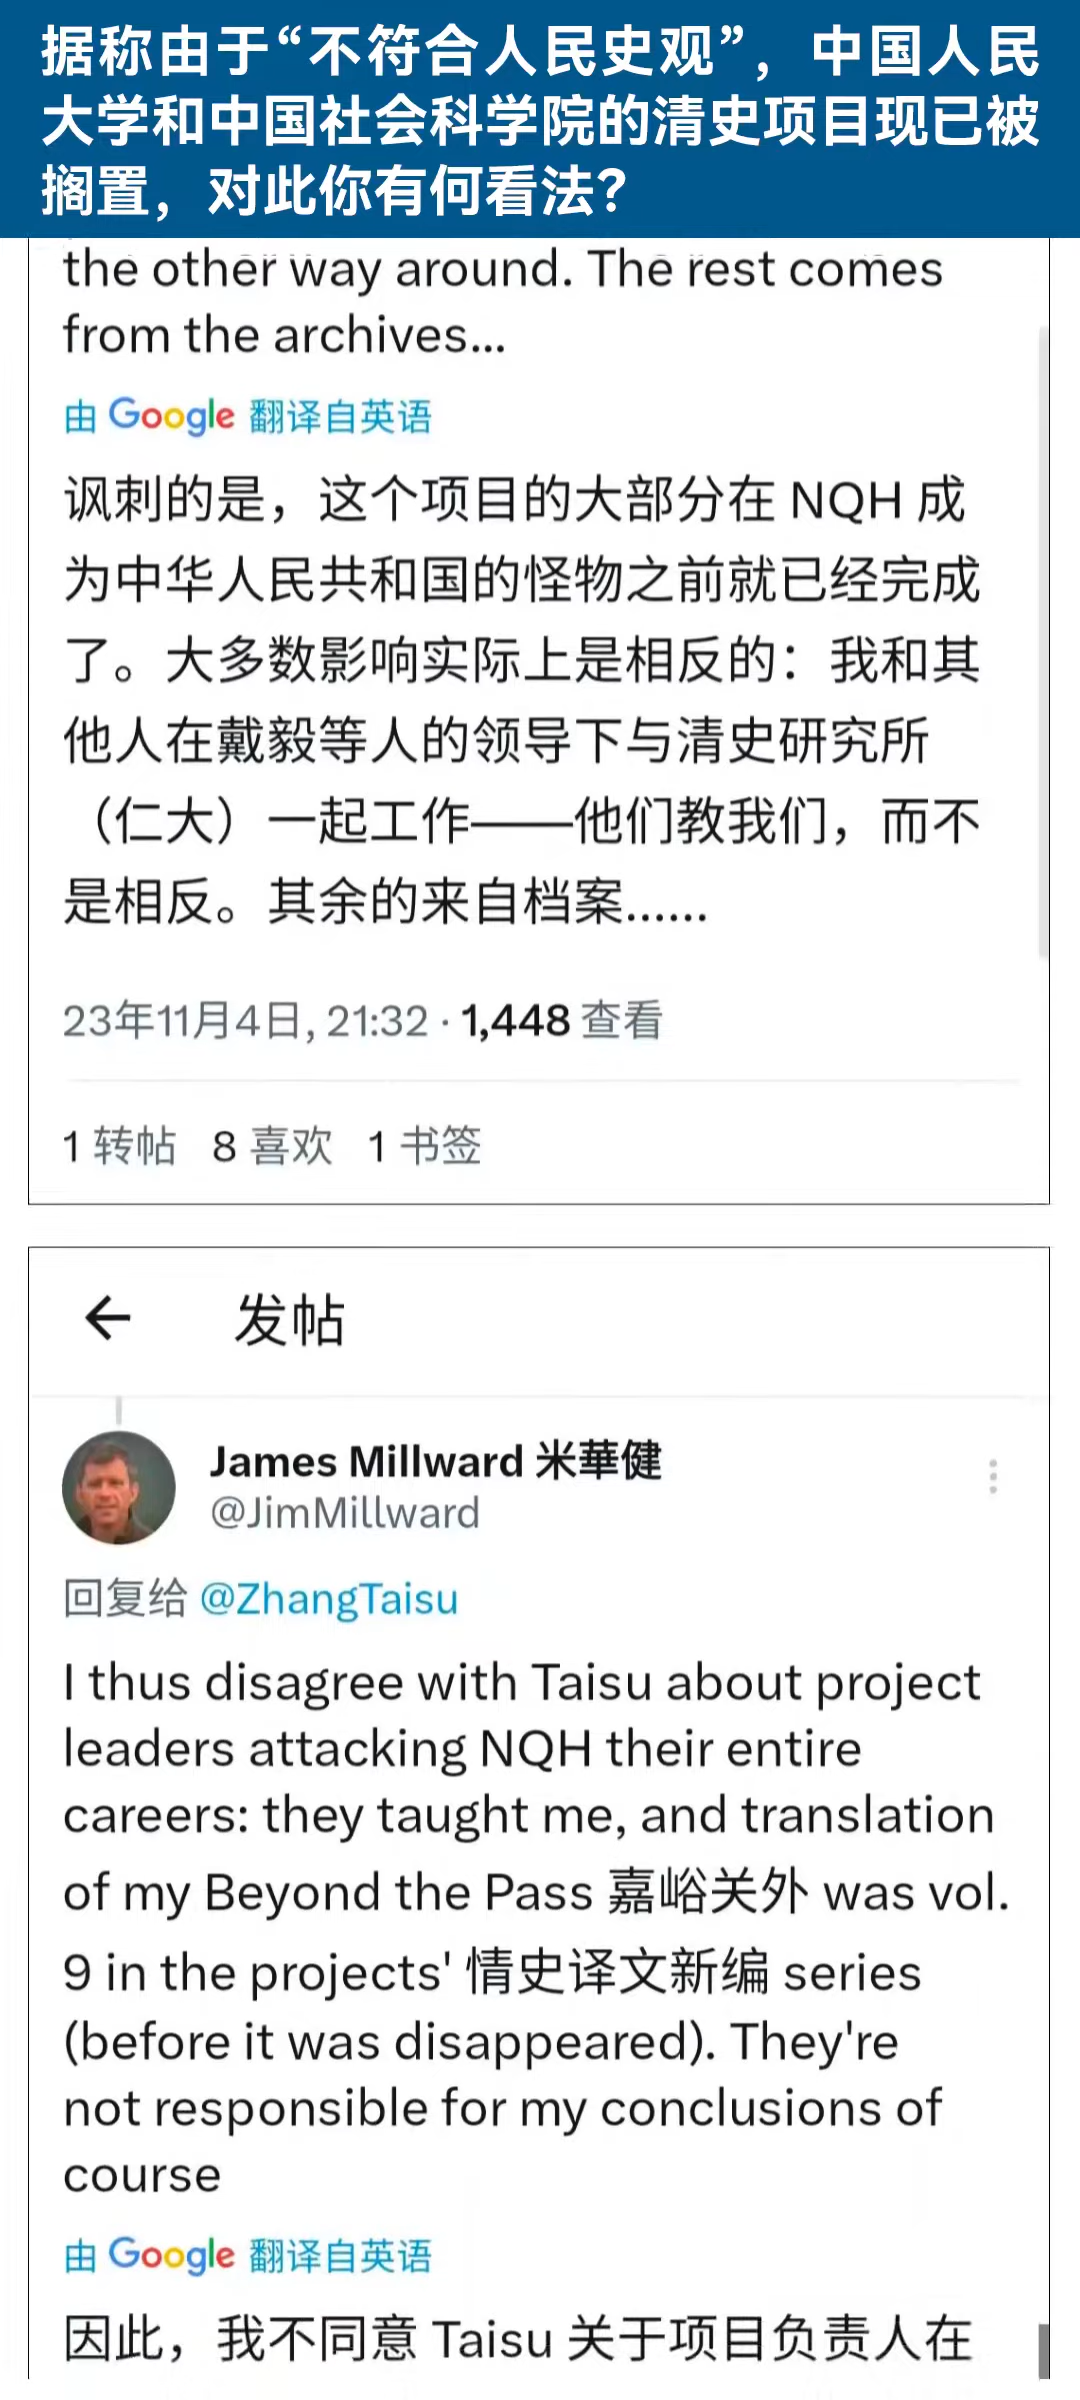 据称由于“不符合人民史观”，中国人民
大学和中国社会科学院的清史项目现已被
搁置，对此你有何看法？
the other way around. The rest comes
from the archives...
由 Google 翻译自英语
讽刺的是，这个项目的大部分在 NQH 成
为中华人民共和国的怪物之前就已经完成
了。大多数影响实际上是相反的：我和其
他人在戴毅等人的领导下与清史研究所
（仁大）一起工作——他们教我们，而不
是相反。其余的来自档案……
23年11月4日, 21:32 · 1,448 查看
1 转帖 8 喜欢 1 书签
← 发帖
James Millward 米華健
@JimMillward
回复给 @ZhangTaisu
I thus disagree with Taisu about project
leaders attacking NQH their entire
careers: they taught me, and translation
of my Beyond the Pass 嘉峪关外 was vol.
9 in the projects' 情史译文新编 series
(before it was disappeared). They're
not responsible for my conclusions of
course
由 Google 翻译自英语
因此，我不同意 Taisu 关于项目负责人在